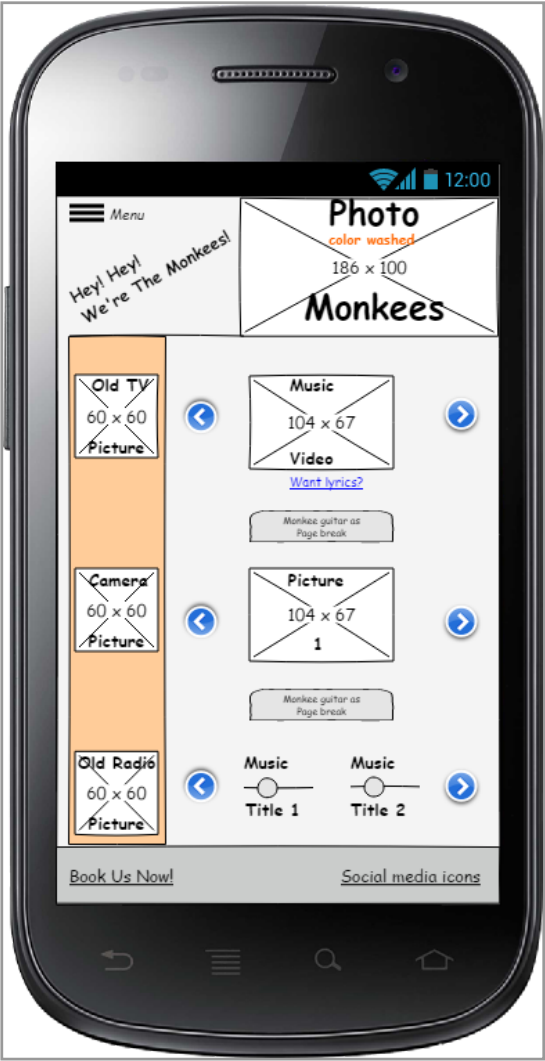 12:00
Menu
Hey! Hey!
We're The Monkees!
Photo
color washed
186 x 100
Monkees
Old TV
60 x 60
Picture
Music
104 x 67
Video
Want lyrics?
Monkee guitar as
Page break
Camera
60 x 60
Picture
Picture
104 x 67
1
Monkee guitar as
Page break
Old Radio
60 x 60
Picture
Music
Title 1
Music
Title 2
Book Us Now!
Social media icons